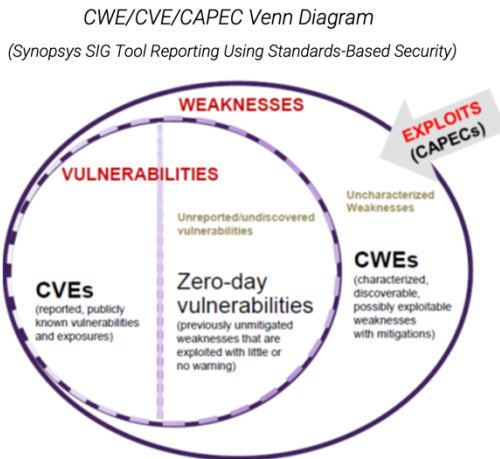 CWE/CVE/CAPEC Venn Diagram
(Synopsys SIG Tool Reporting Using Standards-Based Security)
WEAKNESSES
EXPLOITS
(CAPECs)
VULNERABILITIES
Unreported/undiscovered
vulnerabilities
Uncharacterized
Weaknesses
CVEs
(reported, publicly
known vulnerabilities
and exposures)
Zero-day
vulnerabilities
(previously unmitigated
weaknesses that are
exploited with little or
no warning)
CWEs
(characterized,
discoverable,
possibly exploitable
weaknesses
with mitigations)